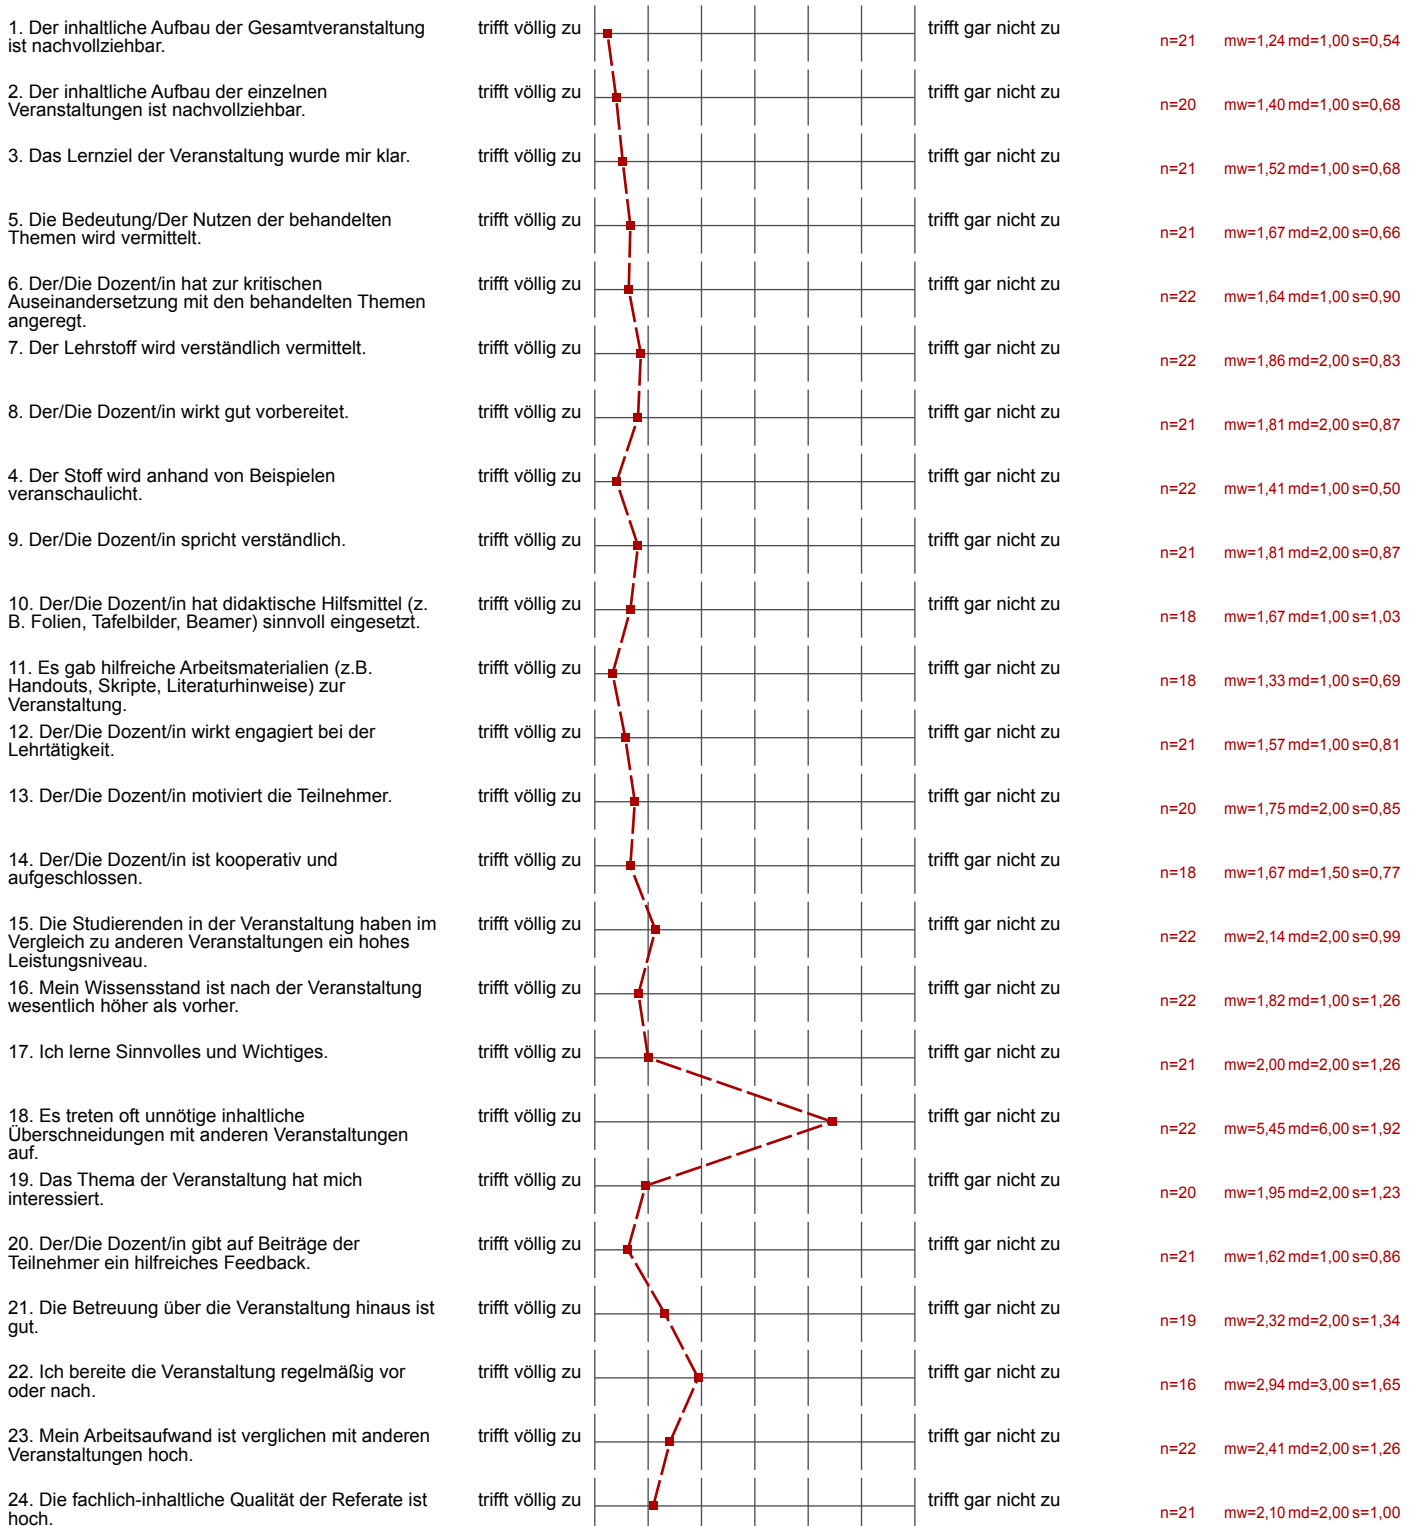 1. Der inhaltliche Aufbau der Gesamtveranstaltung
ist nachvollziehbar.
trifft völlig zu
trifft gar nicht zu
n=21 mw=1,24 md=1,00 s=0,54
2. Der inhaltliche Aufbau der einzelnen
Veranstaltungen ist nachvollziehbar.
trifft völlig zu
trifft gar nicht zu
n=20 mw=1,40 md=1,00 s=0,68
3. Das Lernziel der Veranstaltung wurde mir klar.
trifft völlig zu
trifft gar nicht zu
n=21 mw=1,52 md=1,00 s=0,68
5. Die Bedeutung/Der Nutzen der behandelten
Themen wird vermittelt.
trifft völlig zu
trifft gar nicht zu
n=21 mw=1,67 md=2,00 s=0,66
6. Der/Die Dozent/in hat zur kritischen
Auseinandersetzung mit den behandelten Themen
angeregt.
trifft völlig zu
trifft gar nicht zu
n=22 mw=1,64 md=1,00 s=0,90
7. Der Lehrstoff wird verständlich vermittelt.
trifft völlig zu
trifft gar nicht zu
n=22 mw=1,86 md=2,00 s=0,83
8. Der/Die Dozent/in wirkt gut vorbereitet.
trifft völlig zu
trifft gar nicht zu
n=21 mw=1,81 md=2,00 s=0,87
4. Der Stoff wird anhand von Beispielen
veranschaulicht.
trifft völlig zu
trifft gar nicht zu
n=22 mw=1,41 md=1,00 s=0,50
9. Der/Die Dozent/in spricht verständlich.
trifft völlig zu
trifft gar nicht zu
n=21 mw=1,81 md=2,00 s=0,87
10. Der/Die Dozent/in hat didaktische Hilfsmittel (z.
B. Folien, Tafelbilder, Beamer) sinnvoll eingesetzt.
trifft völlig zu
trifft gar nicht zu
n=18 mw=1,67 md=1,00 s=1,03
11. Es gab hilfreiche Arbeitsmaterialien (z.B.
Handouts, Skripte, Literaturhinweise) zur
Veranstaltung.
trifft völlig zu
trifft gar nicht zu
n=18 mw=1,33 md=1,00 s=0,69
12. Der/Die Dozent/in wirkt engagiert bei der
Lehrtätigkeit.
trifft völlig zu
trifft gar nicht zu
n=21 mw=1,57 md=1,00 s=0,81
13. Der/Die Dozent/in motiviert die Teilnehmer.
trifft völlig zu
trifft gar nicht zu
n=20 mw=1,75 md=2,00 s=0,85
14. Der/Die Dozent/in ist kooperativ und
aufgeschlossen.
trifft völlig zu
trifft gar nicht zu
n=18 mw=1,67 md=1,50 s=0,77
15. Die Studierenden in der Veranstaltung haben im
Vergleich zu anderen Veranstaltungen ein hohes
Leistungsniveau.
trifft völlig zu
trifft gar nicht zu
n=22 mw=2,14 md=2,00 s=0,99
16. Mein Wissensstand ist nach der Veranstaltung
wesentlich höher als vorher.
trifft völlig zu
trifft gar nicht zu
n=22 mw=1,82 md=1,00 s=1,26
17. Ich lerne Sinnvolles und Wichtiges.
trifft völlig zu
trifft gar nicht zu
n=21 mw=2,00 md=2,00 s=1,26
18. Es treten oft unnötige inhaltliche
Überschneidungen mit anderen Veranstaltungen
auf.
trifft völlig zu
trifft gar nicht zu
n=22 mw=5,45 md=6,00 s=1,92
19. Das Thema der Veranstaltung hat mich
interessiert.
trifft völlig zu
trifft gar nicht zu
n=20 mw=1,95 md=2,00 s=1,23
20. Der/Die Dozent/in gibt auf Beiträge der
Teilnehmer ein hilfreiches Feedback.
trifft völlig zu
trifft gar nicht zu
n=21 mw=1,62 md=1,00 s=0,86
21. Die Betreuung über die Veranstaltung hinaus ist
gut.
trifft völlig zu
trifft gar nicht zu
n=19 mw=2,32 md=2,00 s=1,34
22. Ich bereite die Veranstaltung regelmäßig vor
oder nach.
trifft völlig zu
trifft gar nicht zu
n=16 mw=2,94 md=3,00 s=1,65
23. Mein Arbeitsaufwand ist verglichen mit anderen
Veranstaltungen hoch.
trifft völlig zu
trifft gar nicht zu
n=22 mw=2,41 md=2,00 s=1,26
24. Die fachlich-inhaltliche Qualität der Referate ist
hoch.
trifft völlig zu
trifft gar nicht zu
n=21 mw=2,10 md=2,00 s=1,00